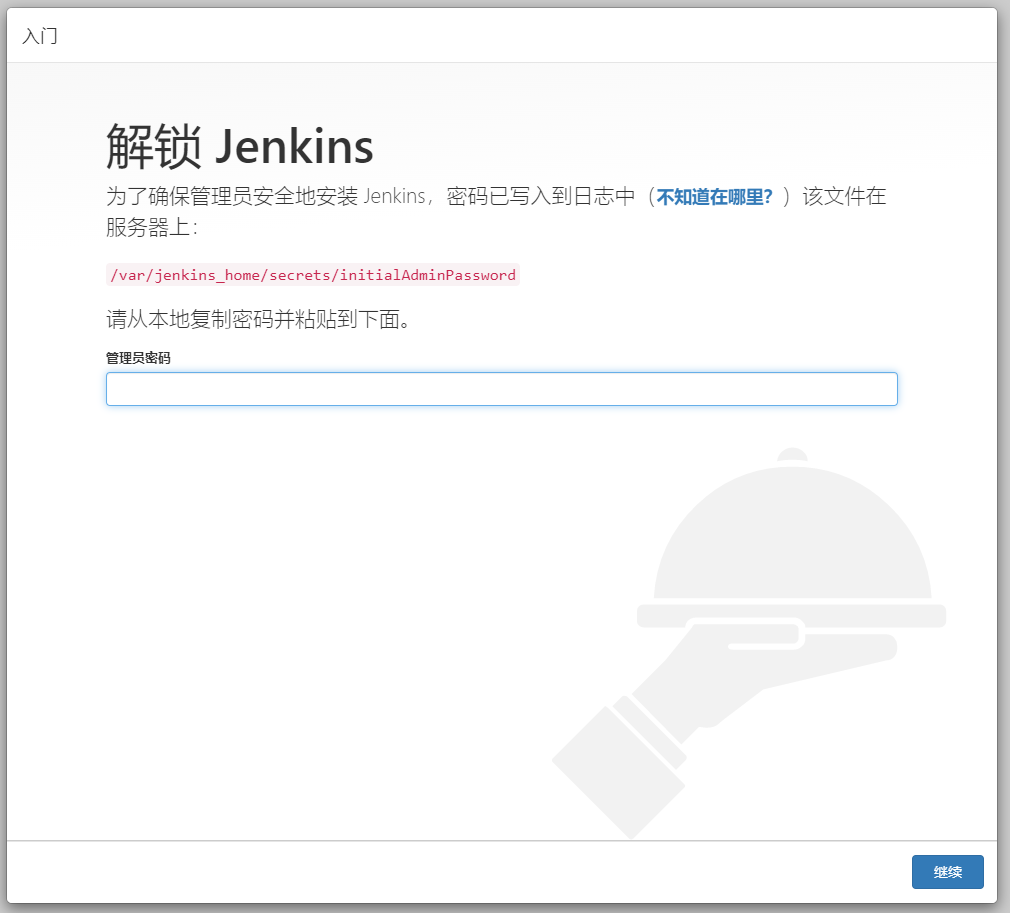 入门
解锁 Jenkins
为了确保管理员安全地安装 Jenkins，密码已写入到日志中（不知道在哪里？）该文件在
服务器上：
/var/jenkins_home/secrets/initialAdminPassword
请从本地复制密码并粘贴到下面。
管理员密码
继续